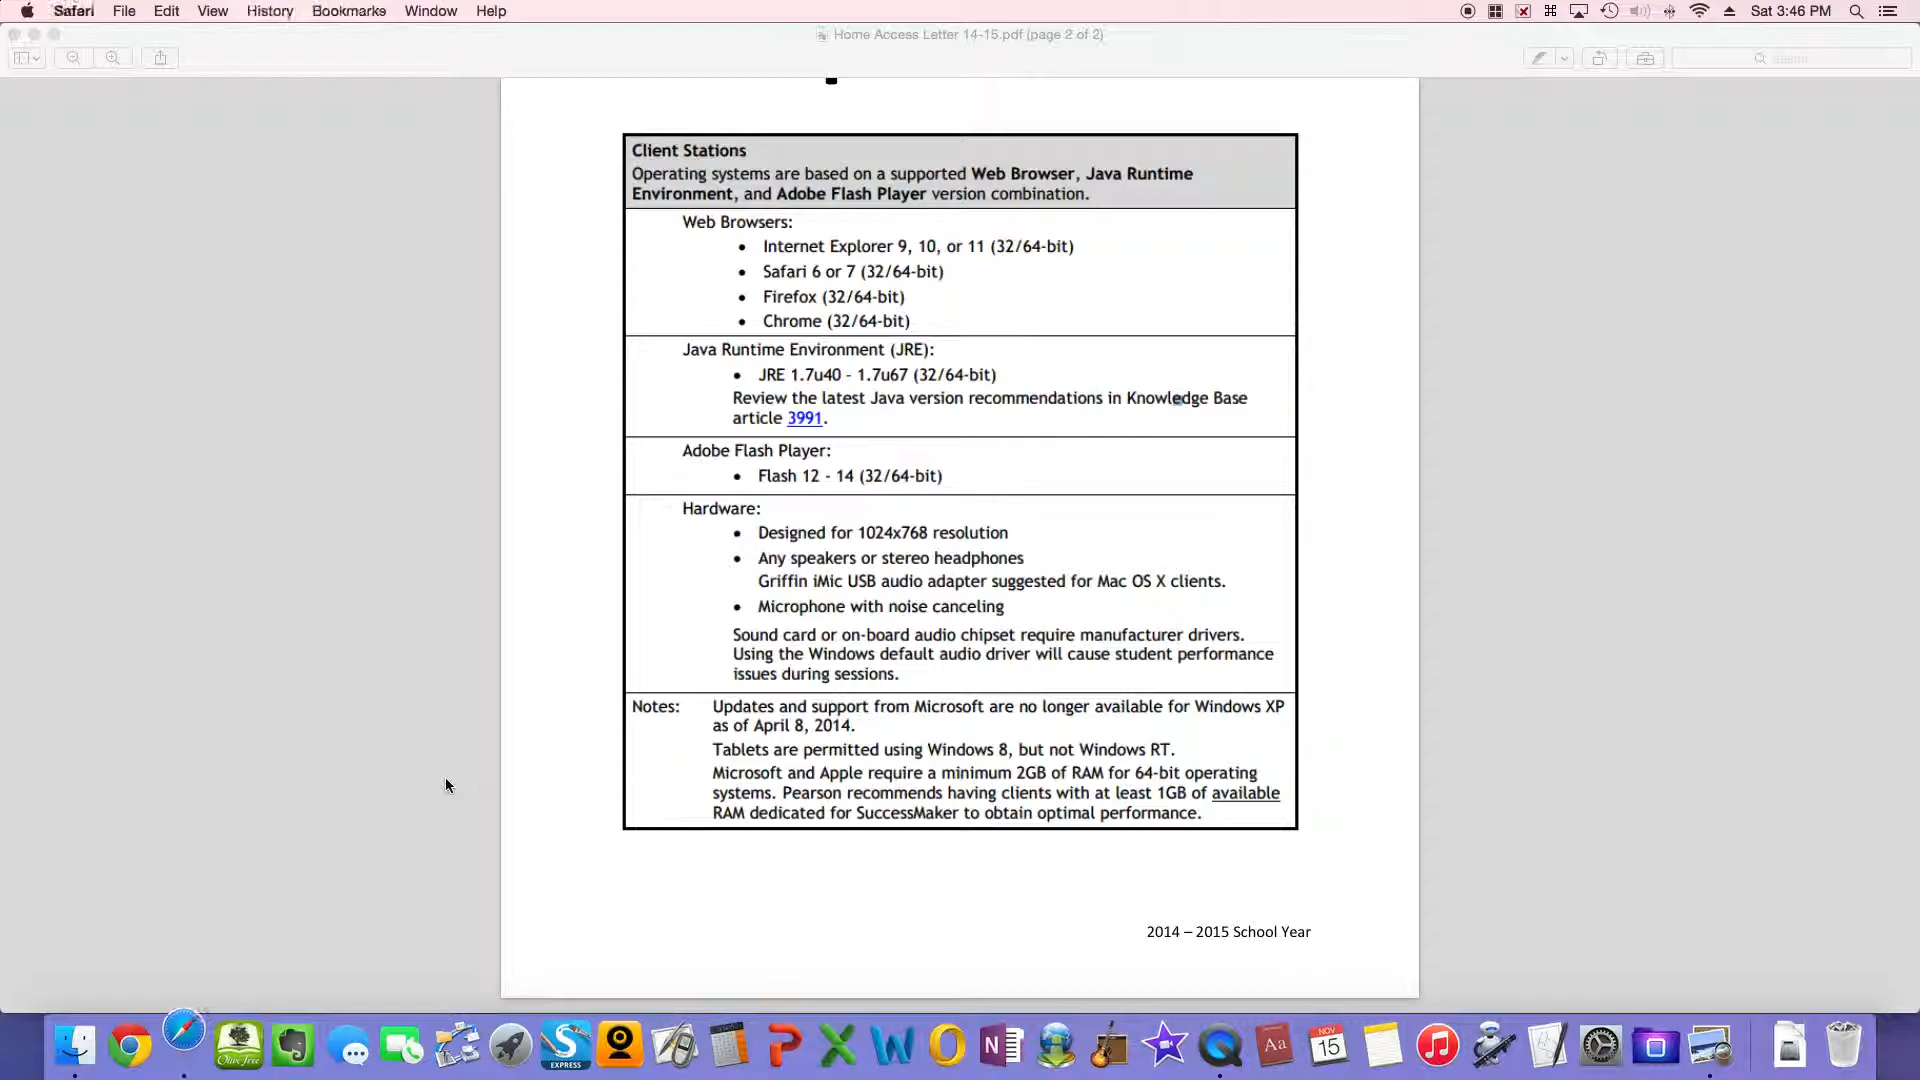 Safari File Edit View History Bookmarks Window Help Sat 3:46 PM
Home Access Letter 14-15.pdf (page 2 of 2)
Search
Client Stations
Operating systems are based on a supported Web Browser, Java Runtime
Environment, and Adobe Flash Player version combination.
Web Browsers:
• Internet Explorer 9, 10, or 11 (32/64-bit)
• Safari 6 or 7 (32/64-bit)
• Firefox (32/64-bit)
• Chrome (32/64-bit)
Java Runtime Environment (JRE):
• JRE 1.7u40 - 1.7u67 (32/64-bit)
Review the latest Java version recommendations in Knowledge Base
article 3991.
Adobe Flash Player:
• Flash 12 - 14 (32/64-bit)
Hardware:
• Designed for 1024x768 resolution
• Any speakers or stereo headphones
Griffin iMic USB audio adapter suggested for Mac OS X clients.
• Microphone with noise canceling
Sound card or on-board audio chipset require manufacturer drivers.
Using the Windows default audio driver will cause student performance
issues during sessions.
Notes: Updates and support from Microsoft are no longer available for Windows XP
as of April 8, 2014.
Tablets are permitted using Windows 8, but not Windows RT.
Microsoft and Apple require a minimum 2GB of RAM for 64-bit operating
systems. Pearson recommends having clients with at least 1GB of available
RAM dedicated for SuccessMaker to obtain optimal performance.
2014 – 2015 School Year
OliveTree
S
EXPRESS
P
X
W
O
N
Aa
NOV
15